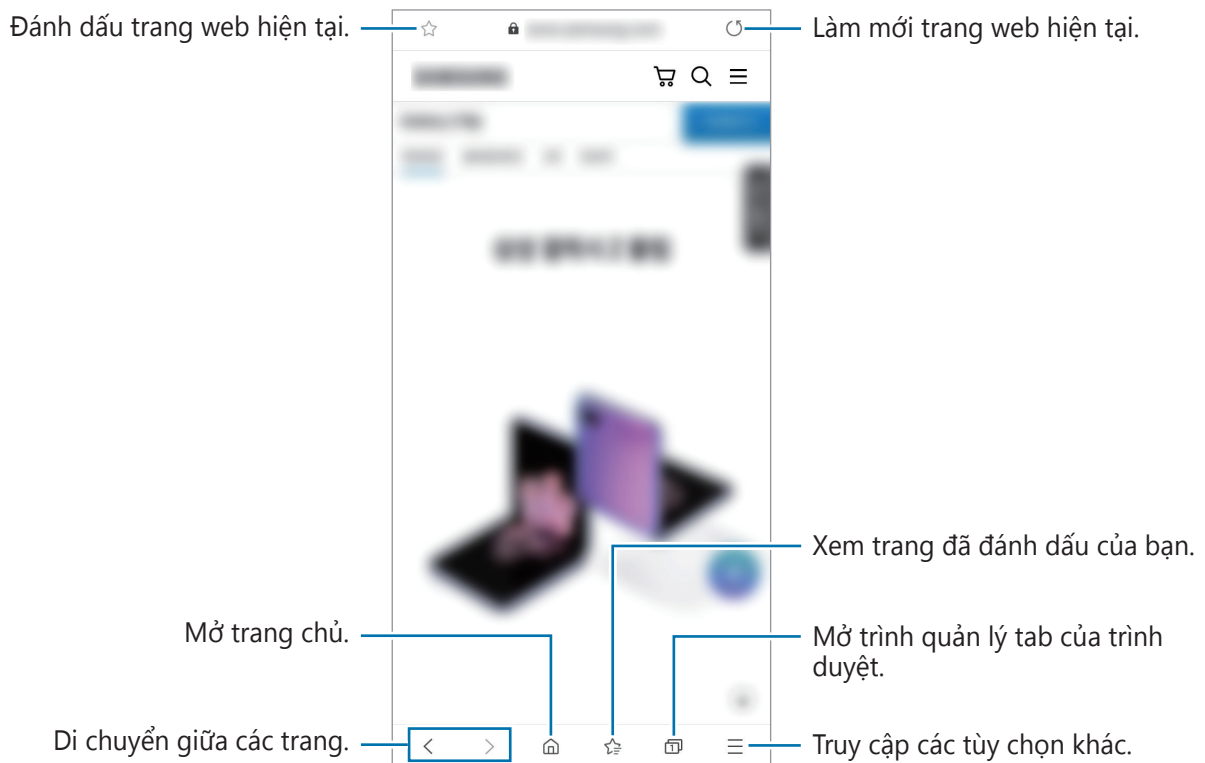 Đánh dấu trang web hiện tại.
Làm mới trang web hiện tại.
Xem trang đã đánh dấu của bạn.
Mở trang chủ.
Mở trình quản lý tab của trình
duyệt.
1
Di chuyển giữa các trang.
Truy cập các tùy chọn khác.